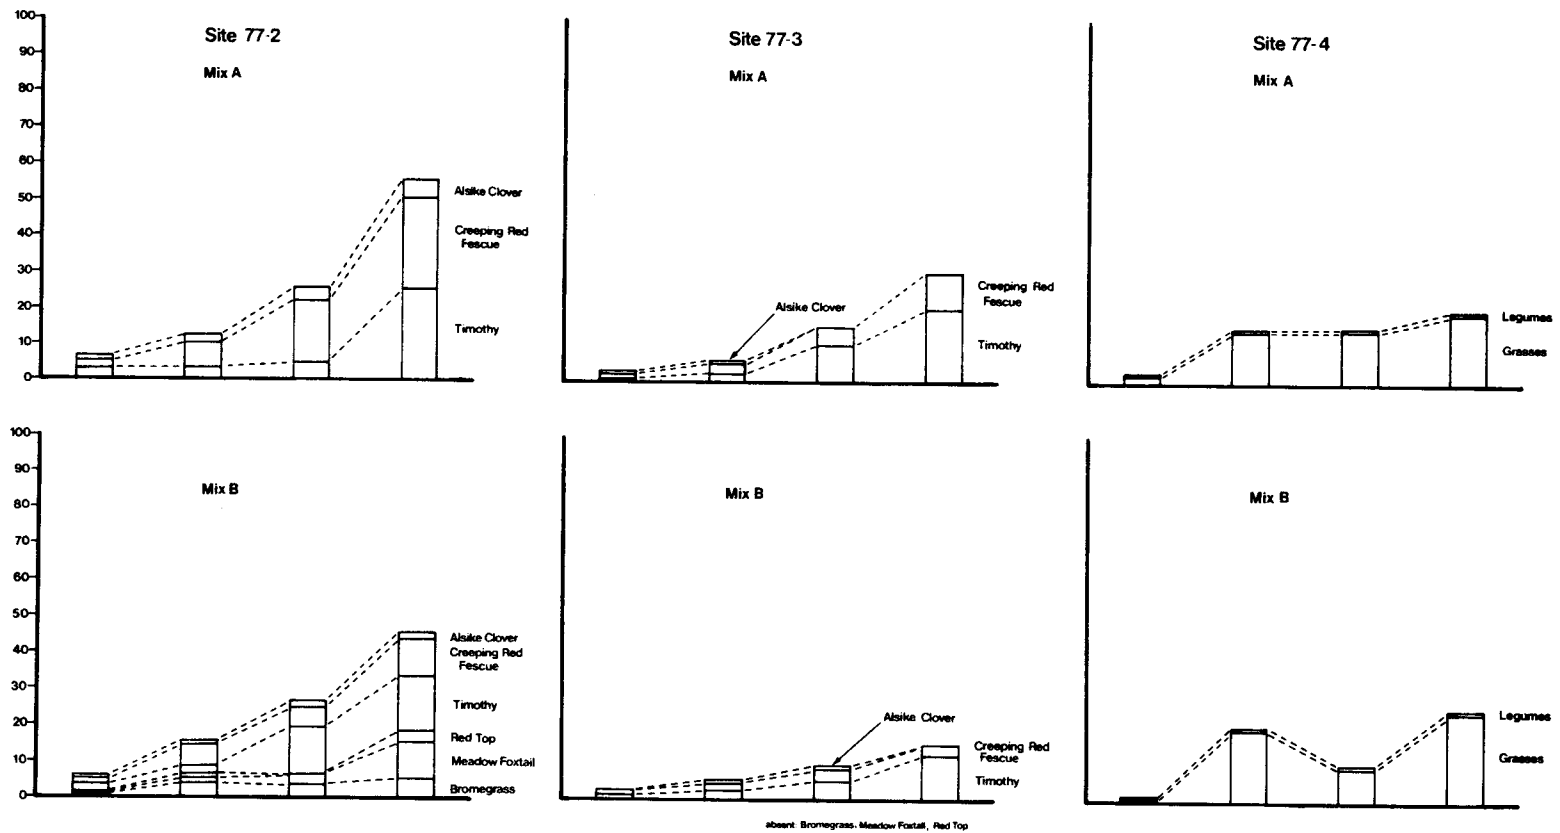 Site 77-2
Mix A
100
90
80
70
60
50
40
30
20
10
0
Alsike Clover
Creeping Red
Fescue
Timothy
Site 77-3
Mix A
Alsike Clover
Creeping Red
Fescue
Timothy
Site 77-4
Mix A
Legumes
Grasses
Mix B
100
90
80
70
60
50
40
30
20
10
0
Alsike Clover
Creeping Red
Fescue
Timothy
Red Top
Meadow Foxtail
Bromegrass
Mix B
Alsike Clover
Creeping Red
Fescue
Timothy
absent Bromegrass. Meadow Foxtail, Red Top
Mix B
Legumes
Grasses